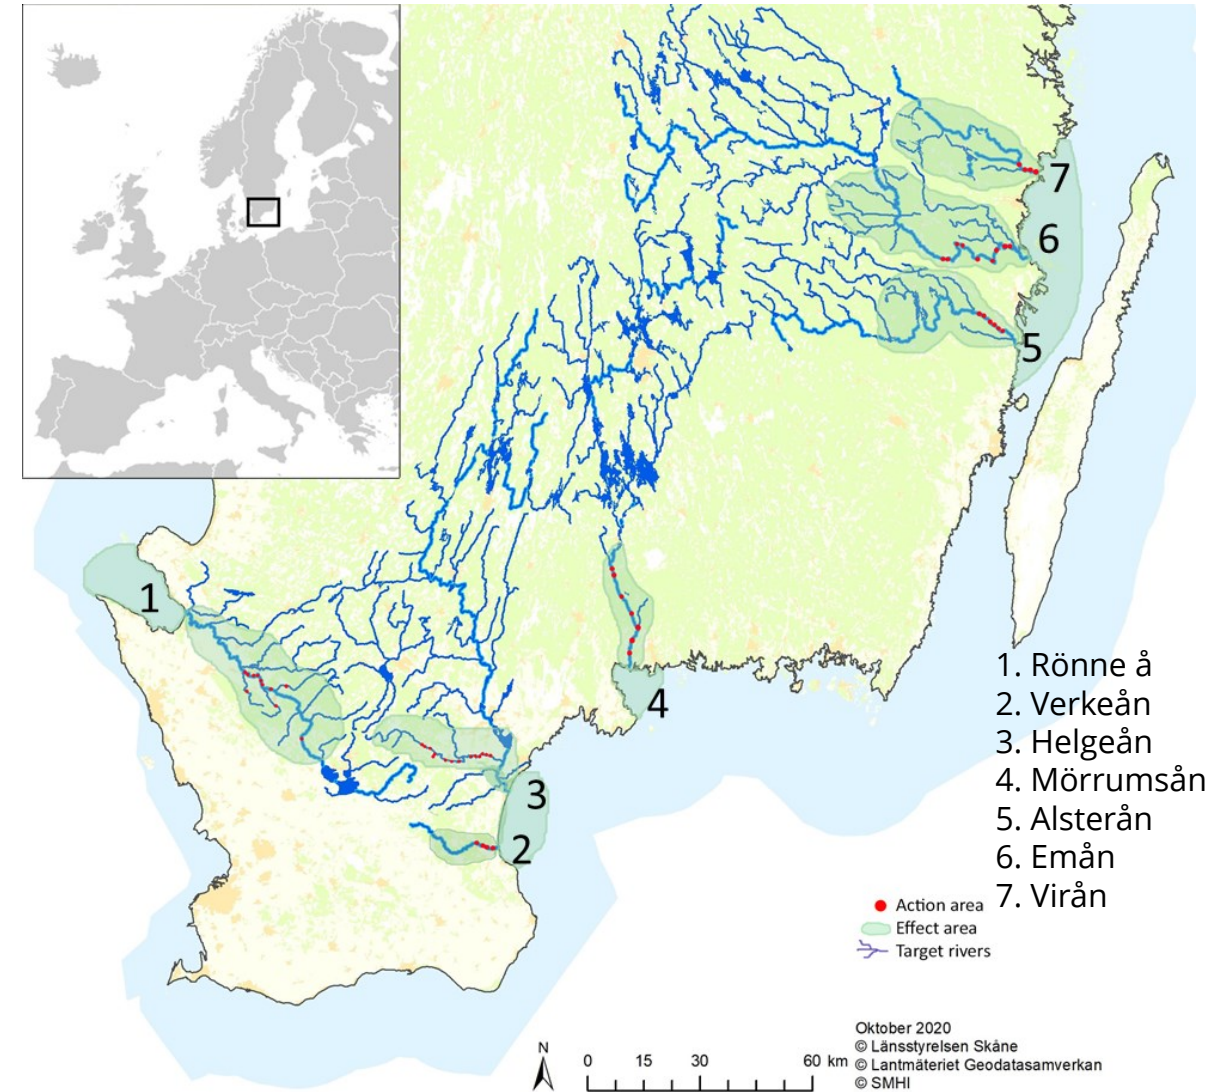 7
6
5
1
4
3
2
1. Rönne å
2. Verkeån
3. Helgeån
4. Mörrumsån
5. Alsterån
6. Emån
7. Virån
Action area
Effect area
Target rivers
N
0 15 30 60 km
Oktober 2020
© Länsstyrelsen Skåne
© Lantmäteriet Geodatasamverkan
© SMHI